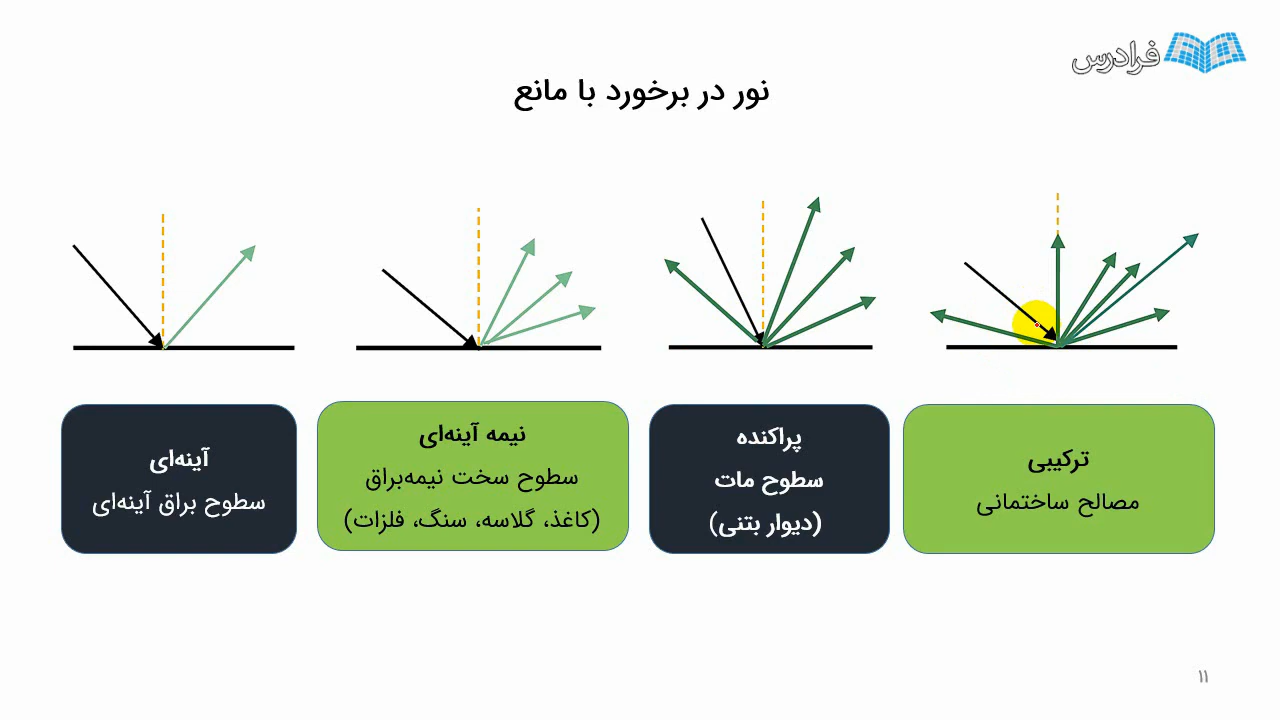 فرادرس
نور در برخورد با مانع
ترکیبی
مصالح ساختمانی
پراکنده
سطوح مات
(دیوار بتنی)
نیمه آینه‌ای
سطوح سخت نیمه‌براق
(کاغذ، گلاسه، سنگ، فلزات)
آینه‌ای
سطوح براق آینه‌ای
۱۱